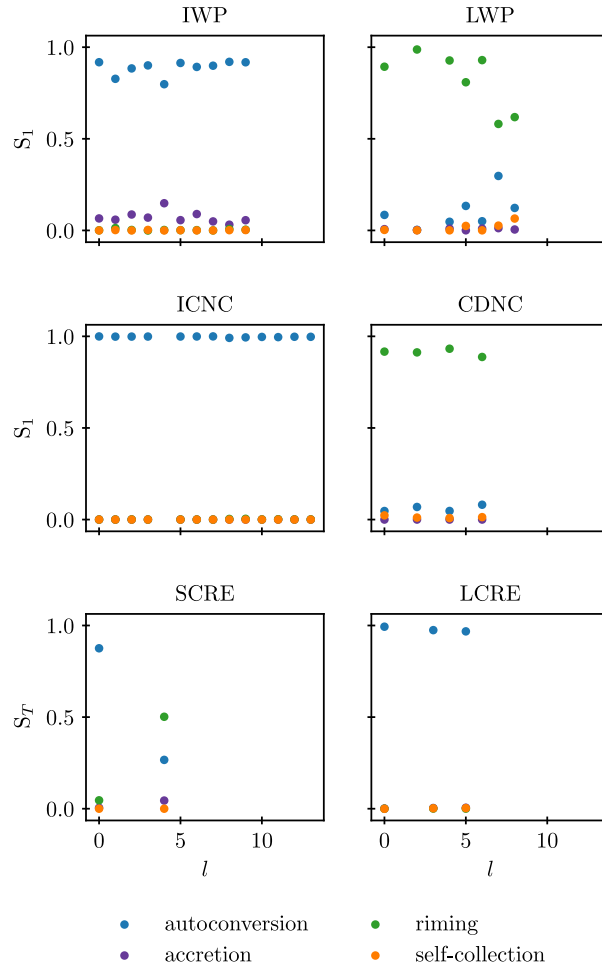 IWP LWP
1.0
0.5
0.0
S1
ICNC CDNC
1.0
0.5
0.0
S1
SCRE LCRE
1.0
0.5
0.0
ST
0 5 10 0 5 10
l l
autoconversion riming
accretion self-collection